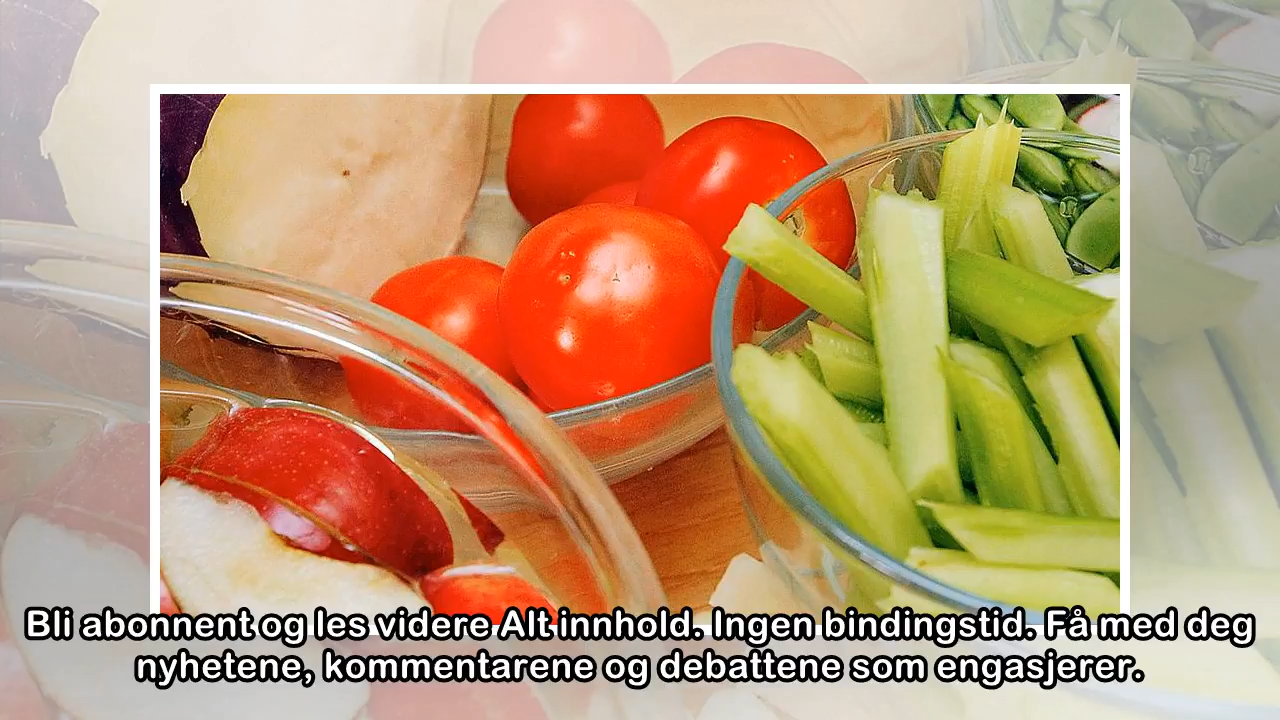 Bli abonnent og les videre Alt innhold. Ingen bindingstid. Få med deg
nyhetene, kommentarene og debattene som engasjerer.